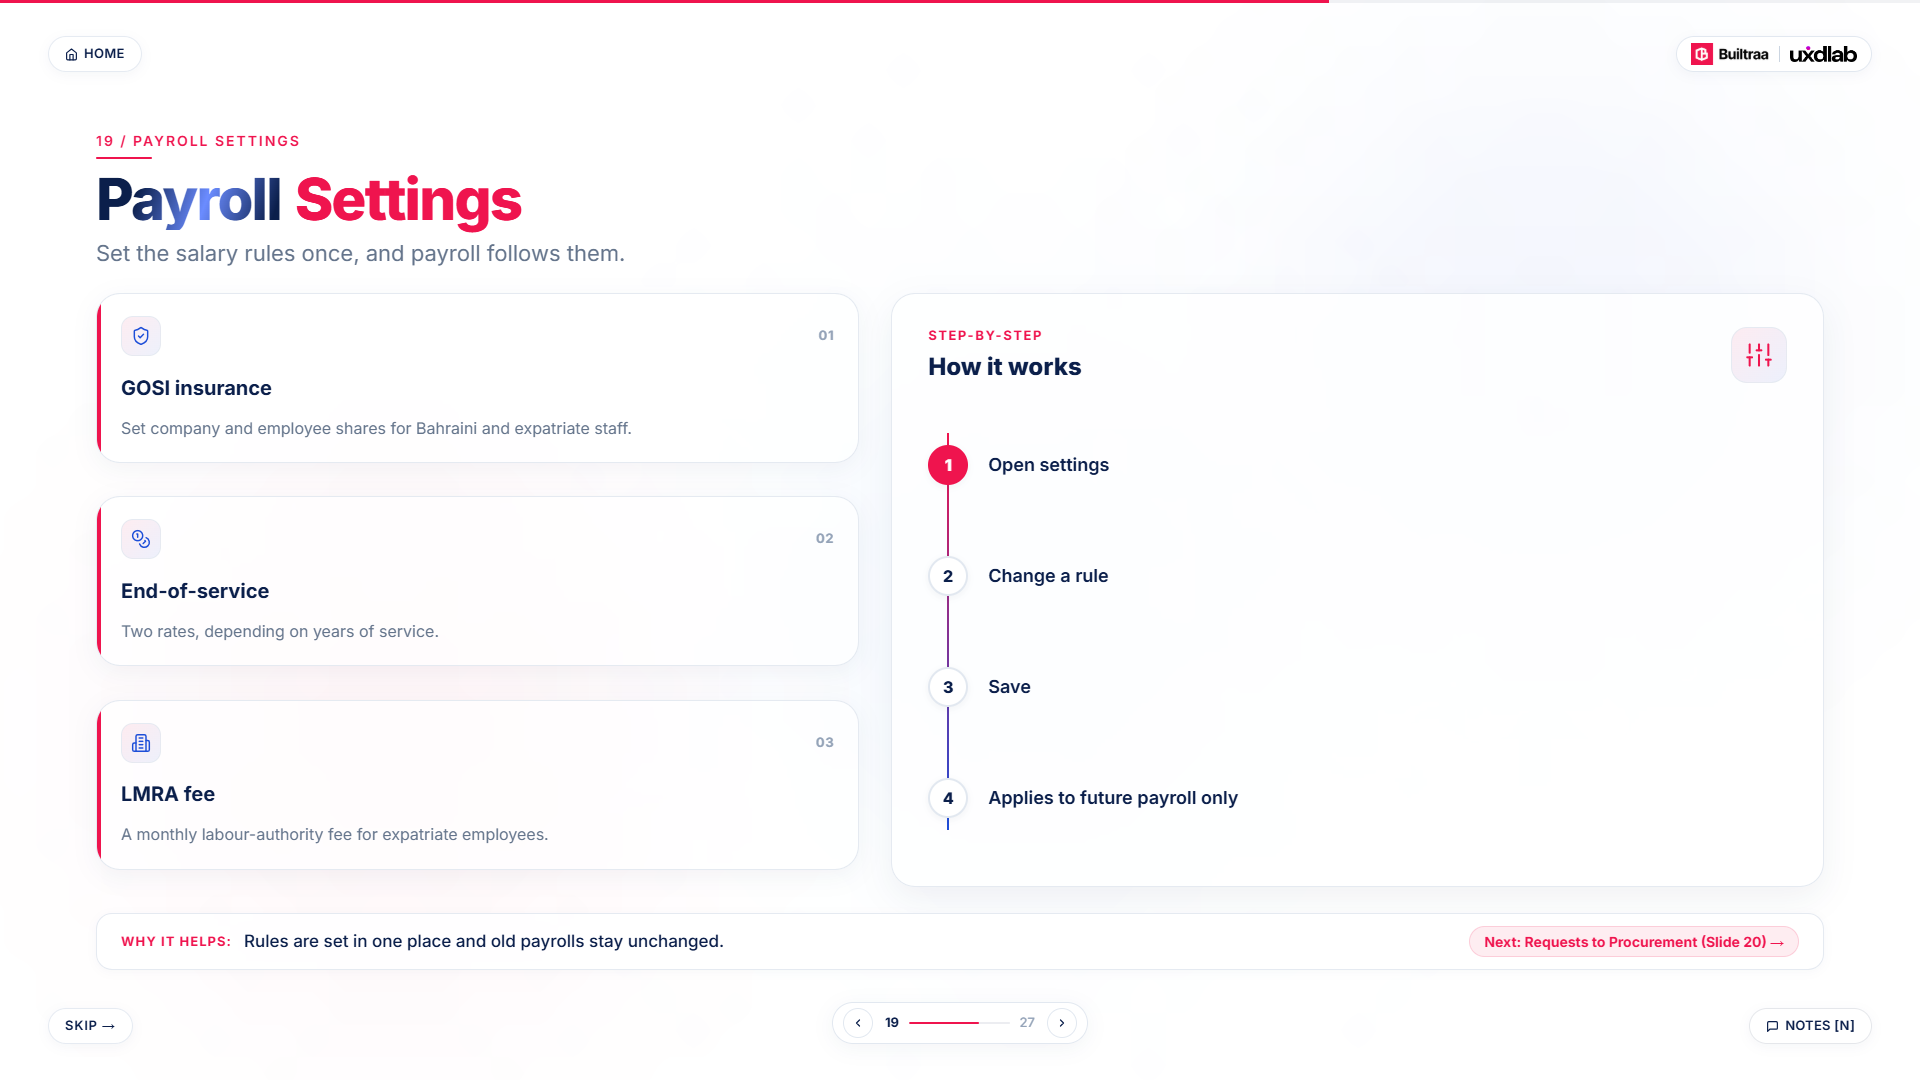 HOME
Builtraa
uxdlab
19 / PAYROLL SETTINGS
Payroll Settings
Set the salary rules once, and payroll follows them.
01
GOSI insurance
Set company and employee shares for Bahraini and expatriate staff.
02
End-of-service
Two rates, depending on years of service.
03
LMRA fee
A monthly labour-authority fee for expatriate employees.
STEP-BY-STEP
How it works
1 Open settings
2 Change a rule
3 Save
4 Applies to future payroll only
WHY IT HELPS: Rules are set in one place and old payrolls stay unchanged.
Next: Requests to Procurement (Slide 20) →
SKIP →
19 27
NOTES [N]